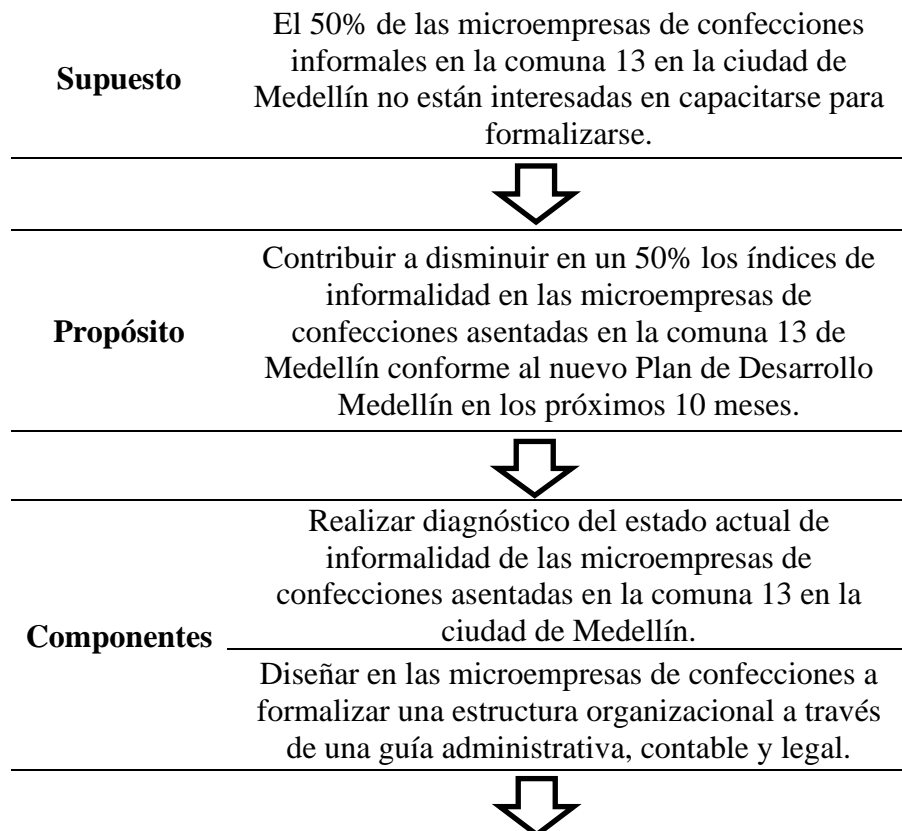 Supuesto
El 50% de las microempresas de confecciones
informales en la comuna 13 en la ciudad de
Medellín no están interesadas en capacitarse para
formalizarse.
Propósito
Contribuir a disminuir en un 50% los índices de
informalidad en las microempresas de
confecciones asentadas en la comuna 13 de
Medellín conforme al nuevo Plan de Desarrollo
Medellín en los próximos 10 meses.
Componentes
Realizar diagnóstico del estado actual de
informalidad de las microempresas de
confecciones asentadas en la comuna 13 en la
ciudad de Medellín.
Diseñar en las microempresas de confecciones a
formalizar una estructura organizacional a través
de una guía administrativa, contable y legal.